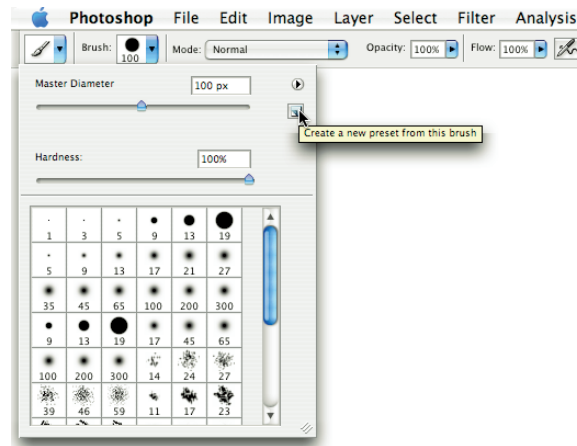 Photoshop File Edit Image Layer Select Filter Analysis
Brush: 100 Mode: Normal Opacity: 100% Flow: 100%
Master Diameter 100 px
Create a new preset from this brush
Hardness: 100%
1 3 5 9 13 19
5 9 13 17 21 27
35 45 65 100 200 300
9 13 19 17 45 65
100 200 300 14 24 27
39 46 59 11 17 23